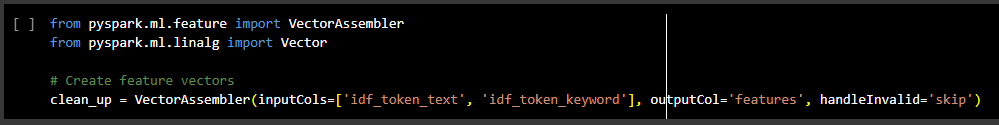 [ ] from pyspark.ml.feature import VectorAssembler
from pyspark.ml.linalg import Vector
# Create feature vectors
clean_up = VectorAssembler(inputCols=['idf_token_text', 'idf_token_keyword'], outputCol='features', handleInvalid='skip')